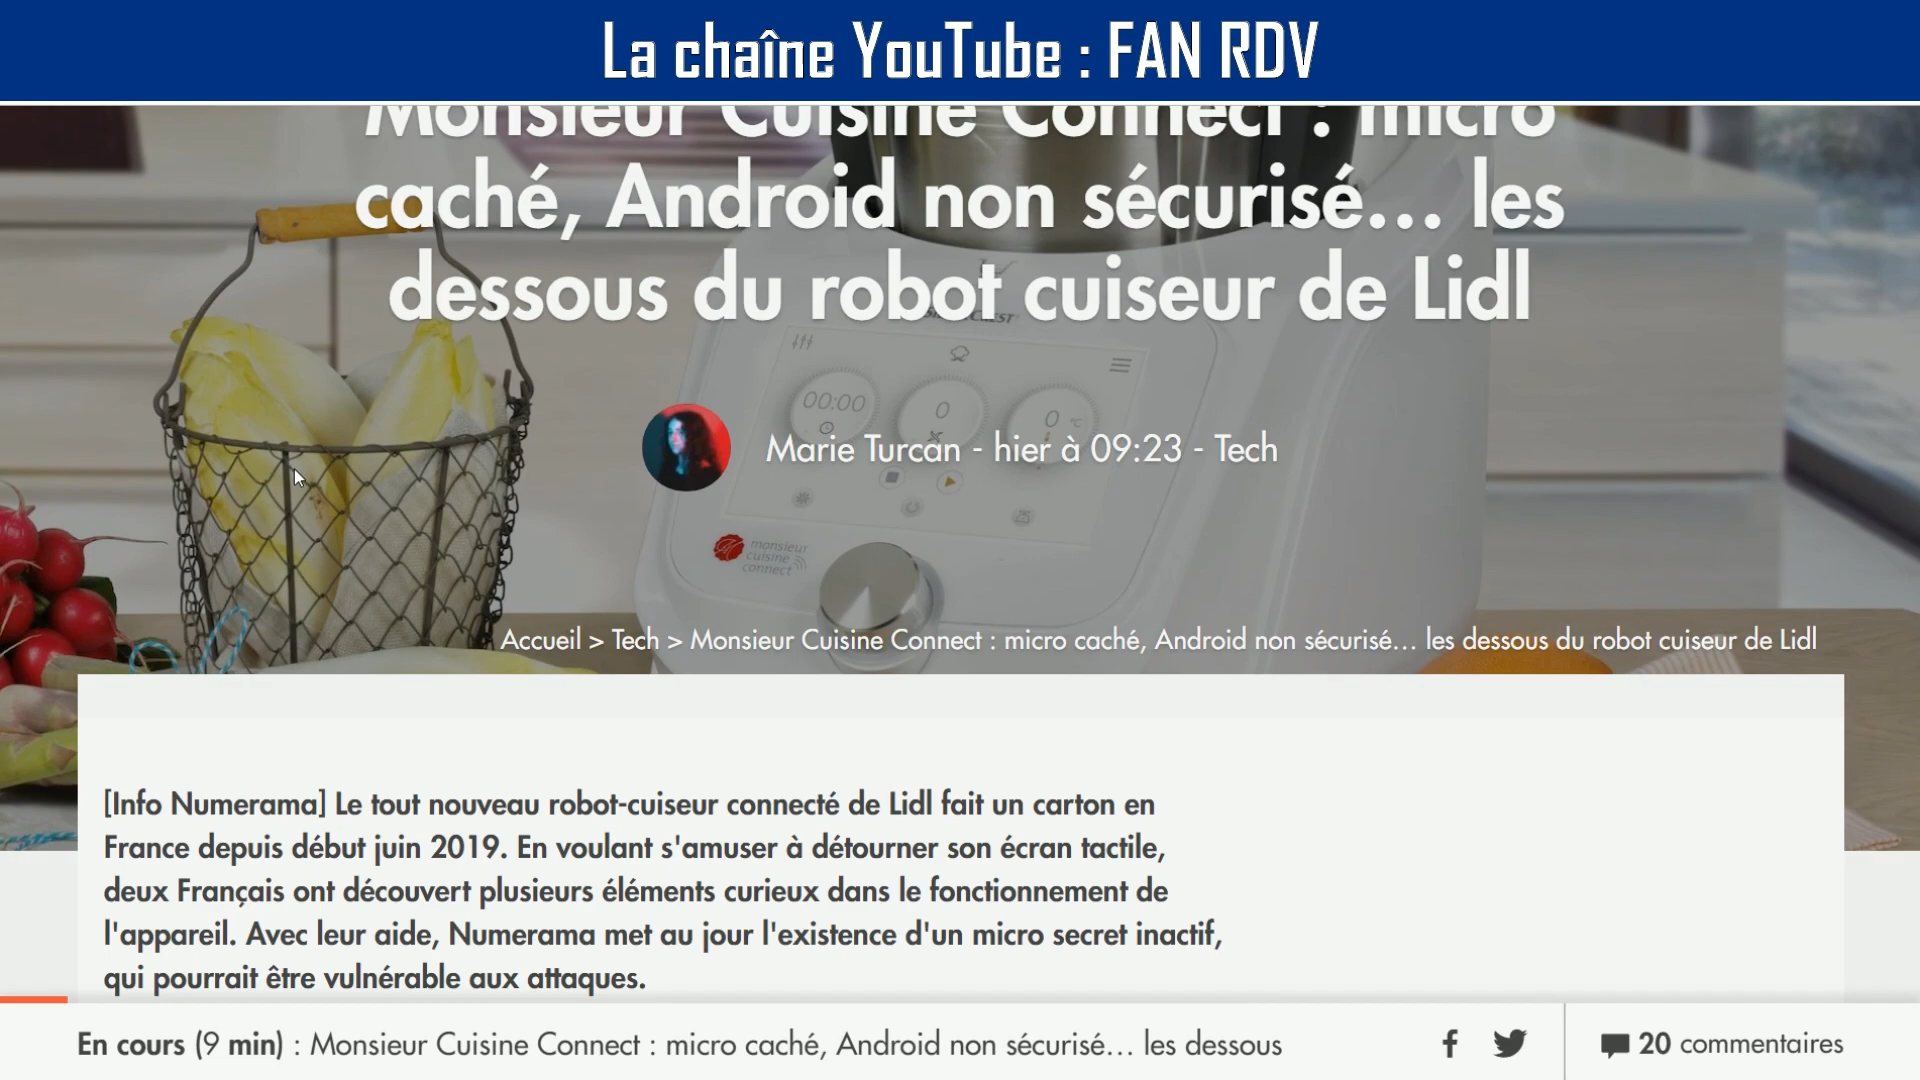 La chaîne YouTube : FAN RDV
Monsieur Cuisine Connect : micro
caché, Android non sécurisé... les
dessous du robot cuiseur de Lidl
00:00
0
0 °C
Marie Turcan - hier à 09:23 - Tech
monsieur
cuisine
connect
Accueil > Tech > Monsieur Cuisine Connect : micro caché, Android non sécurisé... les dessous du robot cuiseur de Lidl
[Info Numerama] Le tout nouveau robot-cuiseur connecté de Lidl fait un carton en
France depuis début juin 2019. En voulant s'amuser à détourner son écran tactile,
deux Français ont découvert plusieurs éléments curieux dans le fonctionnement de
l'appareil. Avec leur aide, Numerama met au jour l'existence d'un micro secret inactif,
qui pourrait être vulnérable aux attaques.
En cours (9 min) : Monsieur Cuisine Connect : micro caché, Android non sécurisé... les dessous
20 commentaires